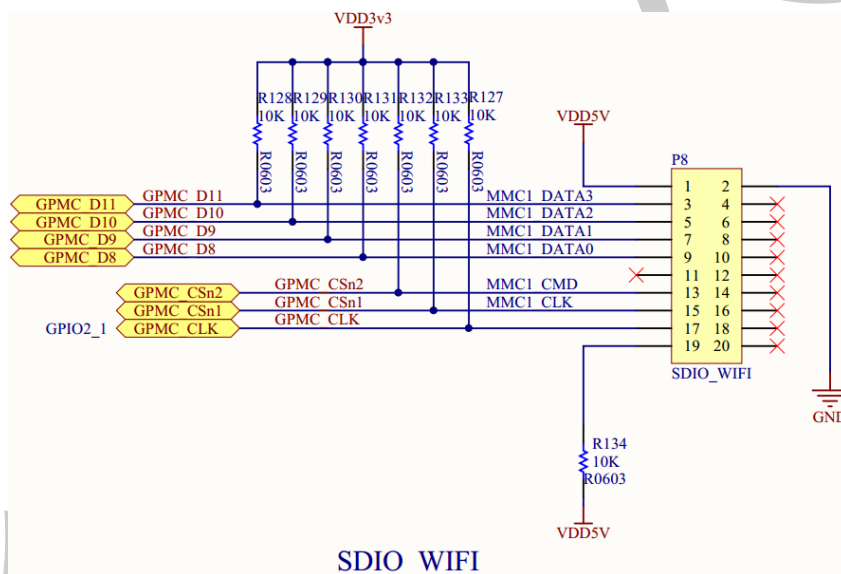 VDD3v3
R128 R129 R130 R131 R132 R133 R127
10K 10K 10K 10K 10K 10K 10K
R0603 R0603 R0603 R0603 R0603 R0603 R0603
VDD5V
P8
1 2
GPMC_D11 GPMC_D11 MMC1_DATA3 3 4
GPMC_D10 GPMC_D10 MMC1_DATA2 5 6
GPMC_D9 GPMC_D9 MMC1_DATA1 7 8
GPMC_D8 GPMC_D8 MMC1_DATA0 9 10
11 12
GPMC_CSn2 GPMC_CSn2 MMC1_CMD 13 14
GPMC_CSn1 GPMC_CSn1 MMC1_CLK 15 16
GPIO2_1 GPMC_CLK GPMC_CLK 17 18
19 20
SDIO_WIFI
GND
R134
10K
R0603
VDD5V
SDIO WIFI